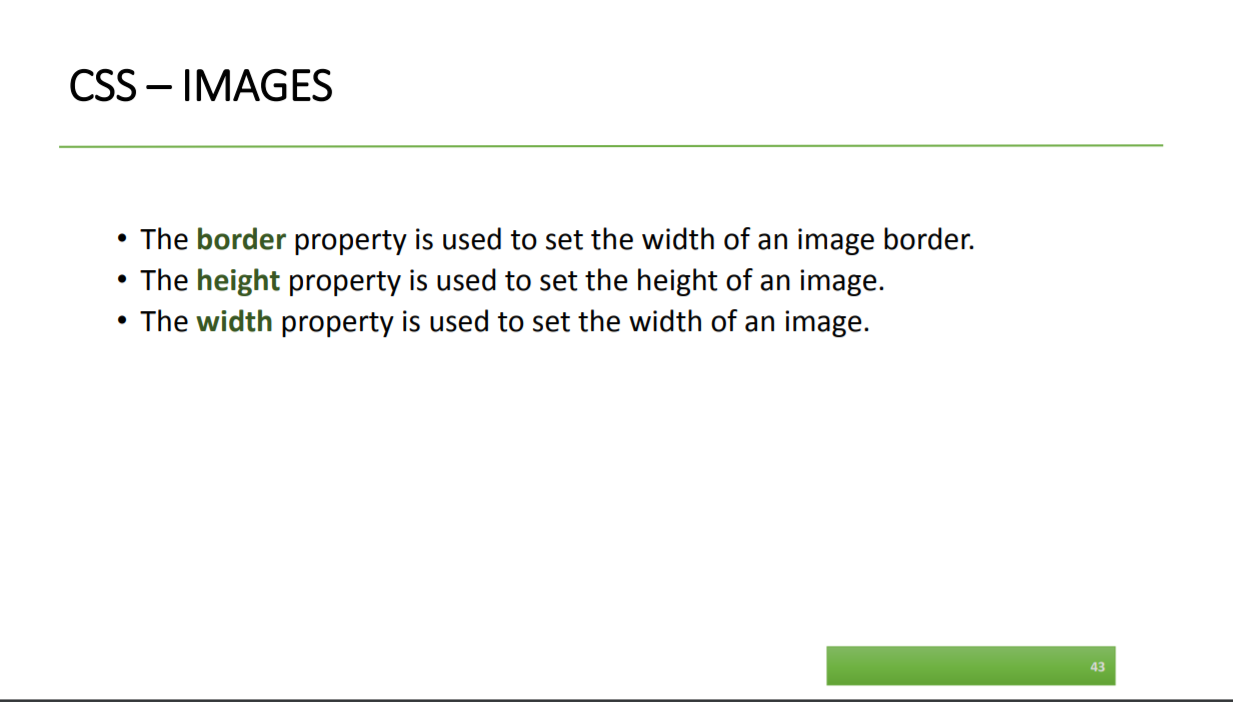 CSS – IMAGES
• The border property is used to set the width of an image border.
• The height property is used to set the height of an image.
• The width property is used to set the width of an image.
43